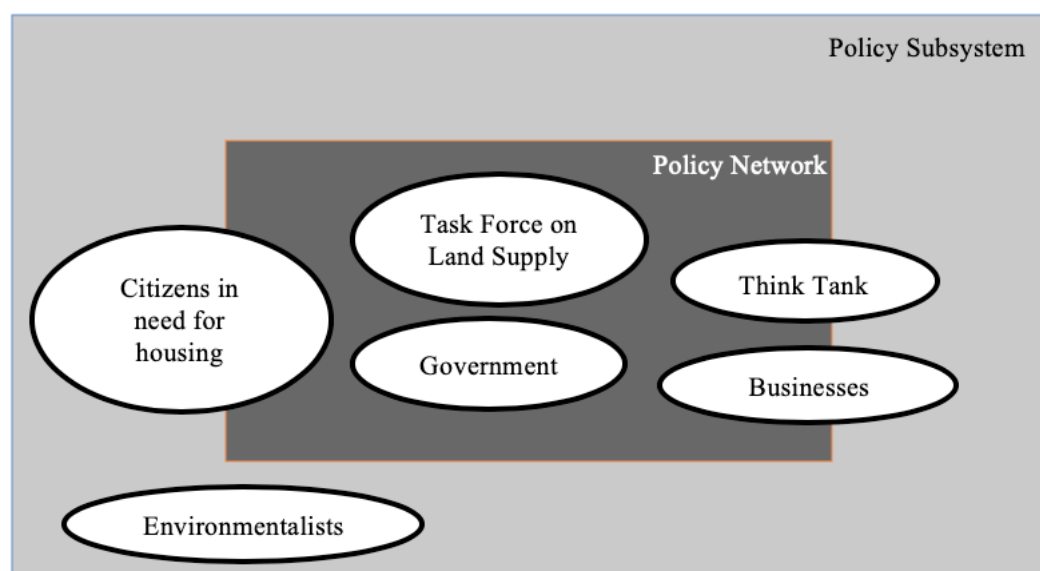 Policy Subsystem
Policy Network
Task Force on
Land Supply
Citizens in
need for
housing
Think Tank
Government
Businesses
Environmentalists